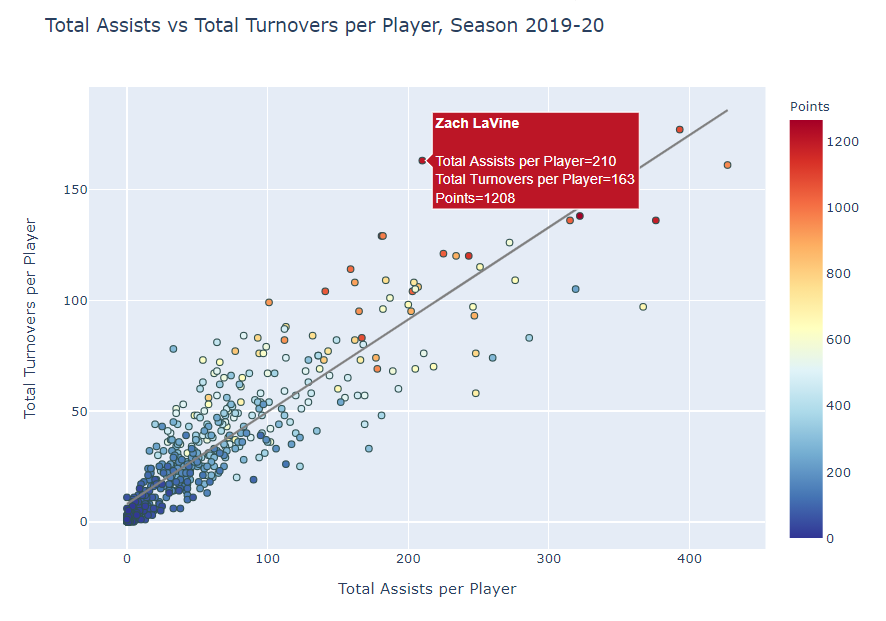 Total Assists vs Total Turnovers per Player, Season 2019-20
Points
Zach LaVine
Total Assists per Player=210
Total Turnovers per Player=163
Points=1208
150
100
50
0
Total Turnovers per Player
0
100
200
300
400
Total Assists per Player
1200
1000
800
600
400
200
0